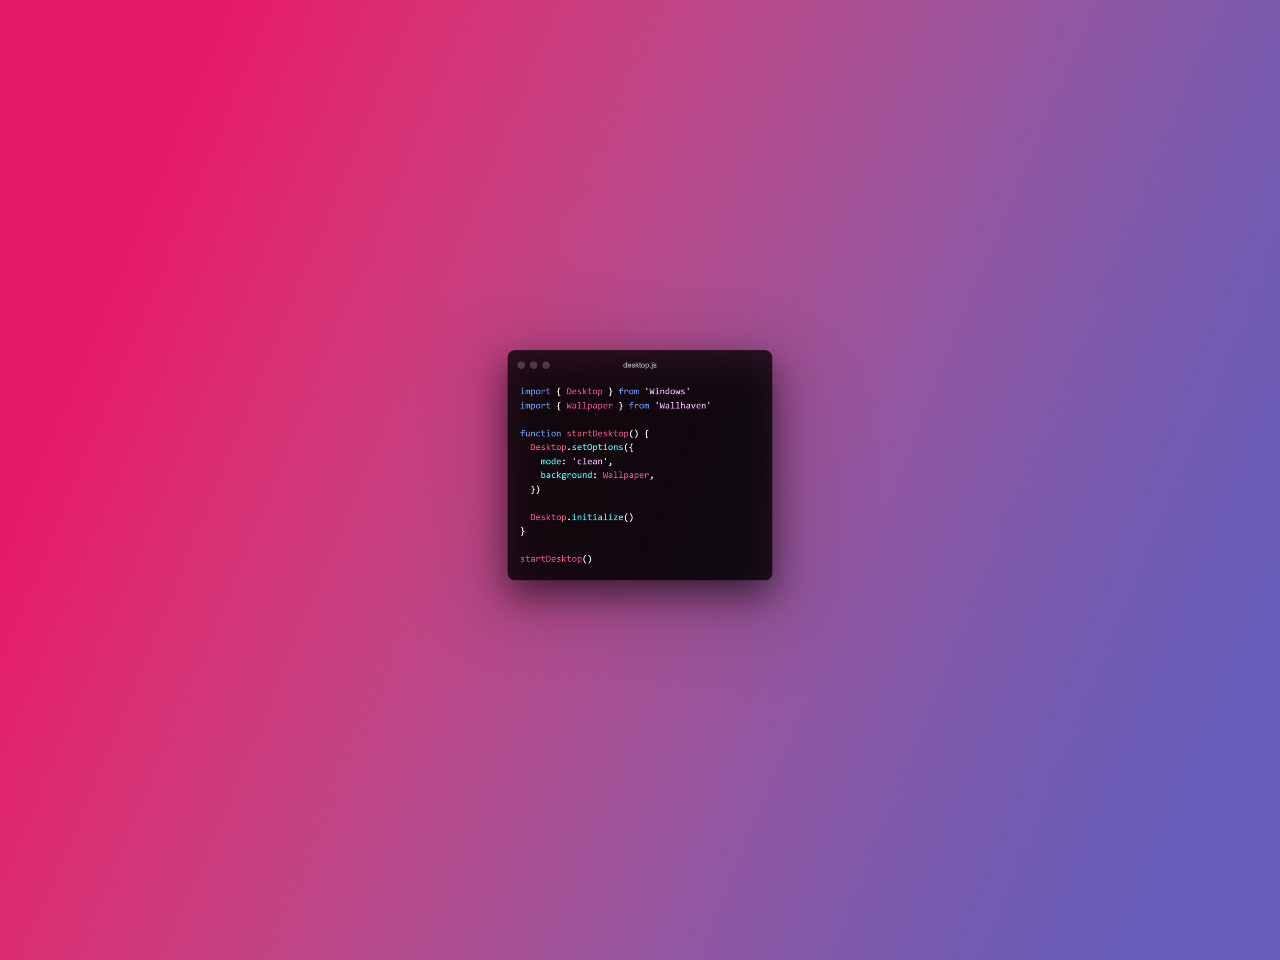 desktop.js
import { Desktop } from 'Windows'
import { Wallpaper } from 'Wallhaven'
function startDesktop() {
  Desktop.setOptions({
    mode: 'clean',
    background: Wallpaper,
  })
  Desktop.initialize()
}
startDesktop()